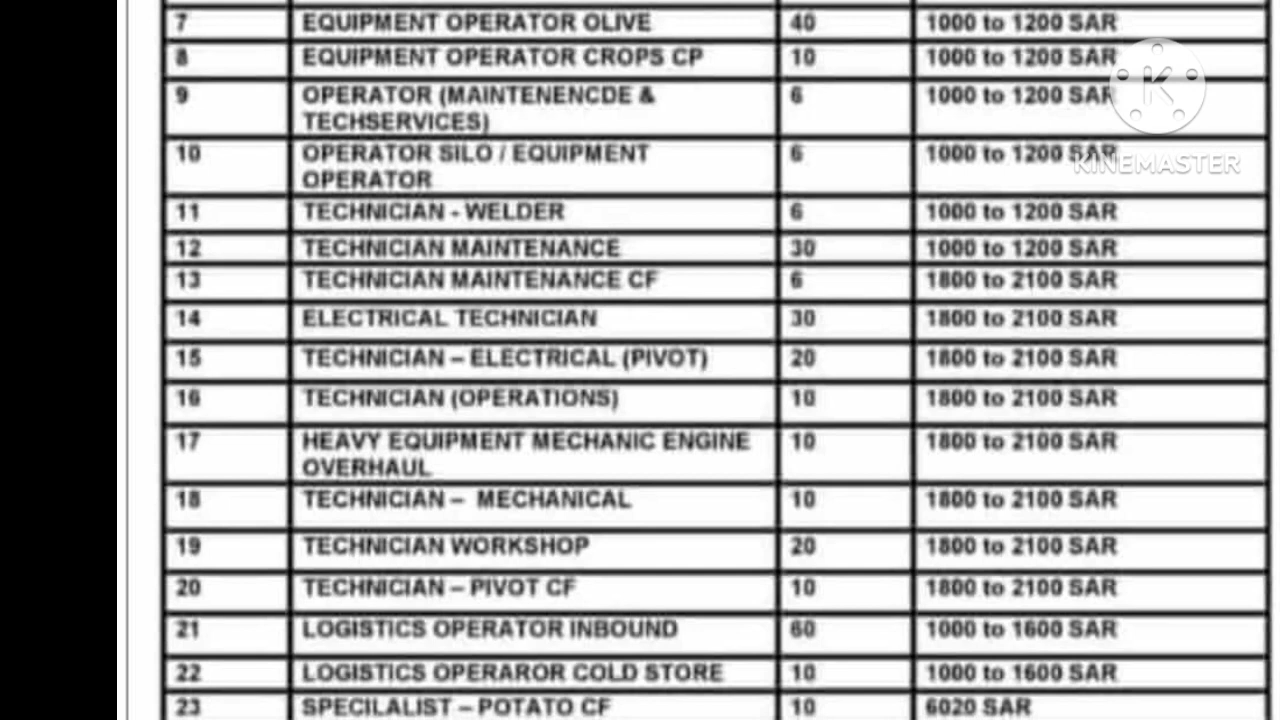 7 EQUIPMENT OPERATOR OLIVE 40 1000 to 1200 SAR
8 EQUIPMENT OPERATOR CROPS CP 10 1000 to 1200 SAR
9 OPERATOR (MAINTENENCDE & 6 1000 to 1200 SAR
TECHSERVICES)
10 OPERATOR SILO / EQUIPMENT 6 1000 to 1200 SAR
OPERATOR
KINEMASTER
11 TECHNICIAN - WELDER 6 1000 to 1200 SAR
12 TECHNICIAN MAINTENANCE 30 1000 to 1200 SAR
13 TECHNICIAN MAINTENANCE CF 6 1800 to 2100 SAR
14 ELECTRICAL TECHNICIAN 30 1800 to 2100 SAR
15 TECHNICIAN – ELECTRICAL (PIVOT) 20 1800 to 2100 SAR
16 TECHNICIAN (OPERATIONS) 10 1800 to 2100 SAR
17 HEAVY EQUIPMENT MECHANIC ENGINE 10 1800 to 2100 SAR
OVERHAUL
18 TECHNICIAN – MECHANICAL 10 1800 to 2100 SAR
19 TECHNICIAN WORKSHOP 20 1800 to 2100 SAR
20 TECHNICIAN – PIVOT CF 10 1800 to 2100 SAR
21 LOGISTICS OPERATOR INBOUND 60 1000 to 1600 SAR
22 LOGISTICS OPERAROR COLD STORE 10 1000 to 1600 SAR
23 SPECILALIST – POTATO CF 10 6020 SAR